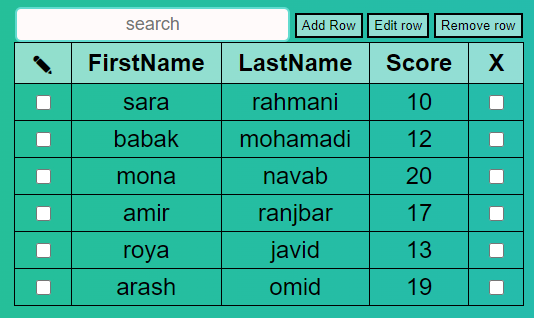 search Add Row Edit row Remove row
FirstName LastName Score X
sara rahmani 10
babak mohamadi 12
mona navab 20
amir ranjbar 17
roya javid 13
arash omid 19